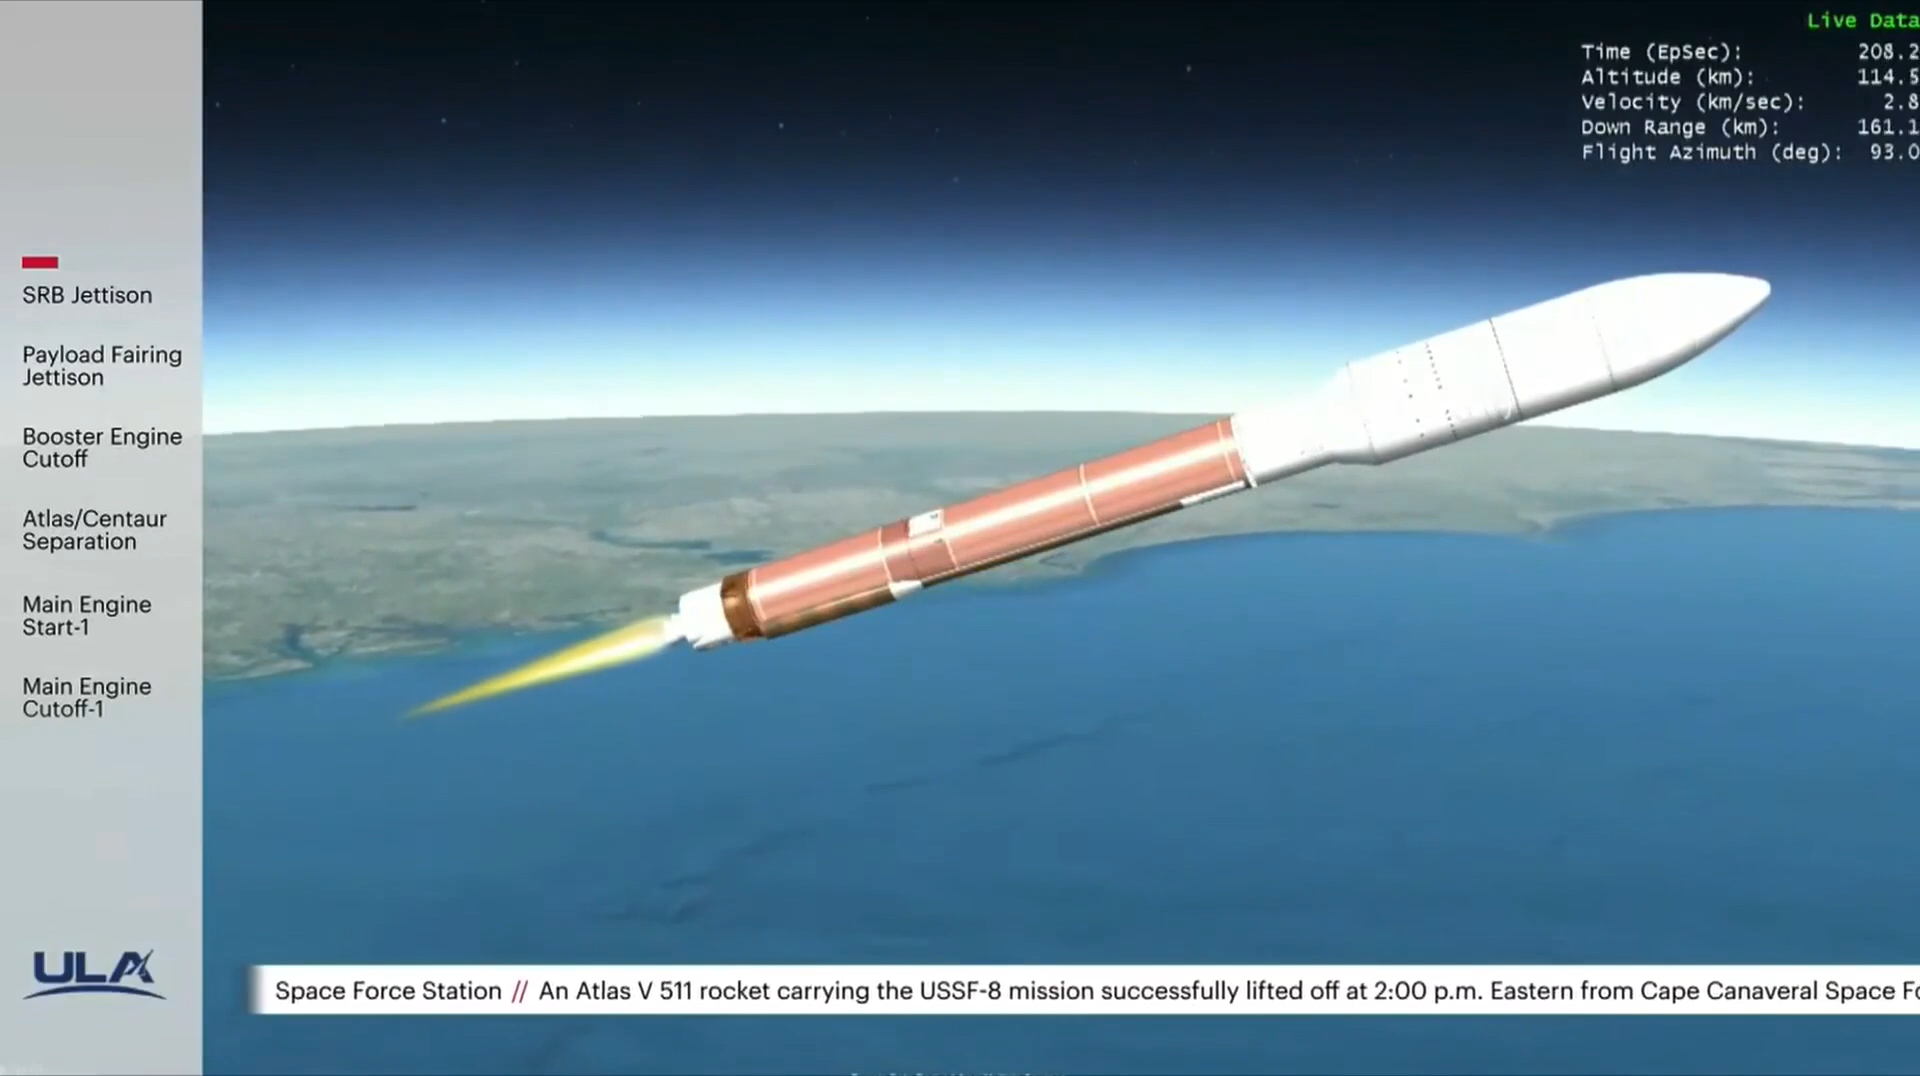 Live Data
Time (EpSec): 208.2
Altitude (km): 114.5
Velocity (km/sec): 2.8
Down Range (km): 161.1
Flight Azimuth (deg): 93.0
SRB Jettison
Payload Fairing
Jettison
Booster Engine
Cutoff
Atlas/Centaur
Separation
Main Engine
Start-1
Main Engine
Cutoff-1
ULA
Space Force Station // An Atlas V 511 rocket carrying the USSF-8 mission successfully lifted off at 2:00 p.m. Eastern from Cape Canaveral Space